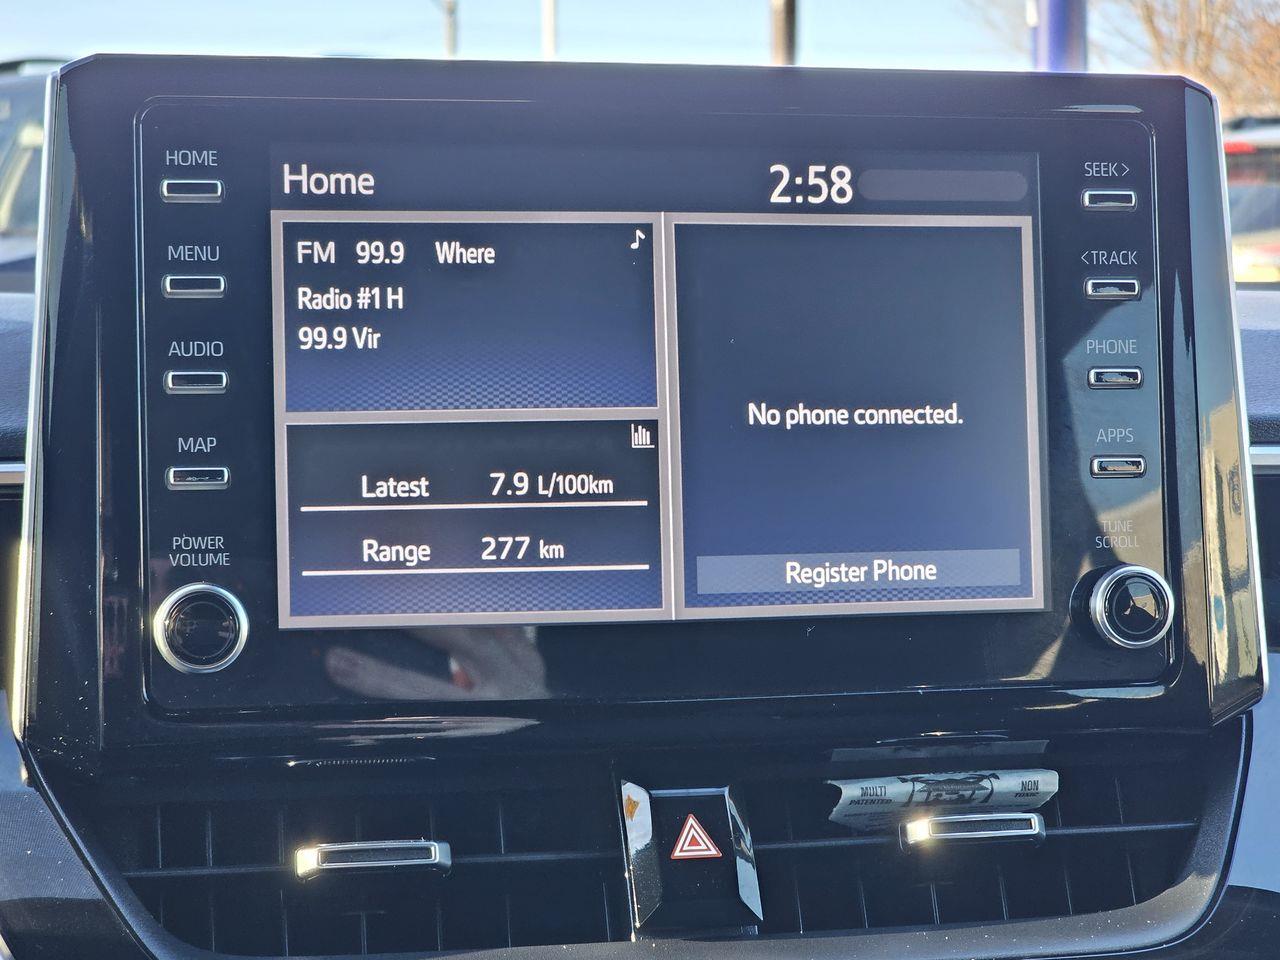 HOME
MENU
AUDIO
MAP
POWER
VOLUME
Home 2:58
FM 99.9 Where
Radio #1 H
99.9 Vir
Latest 7.9 L/100km
Range 277 km
No phone connected.
Register Phone
SEEK >
< TRACK
PHONE
APPS
TUNE
SCROLL
MULTI
PATENTED
NON
TOXIC